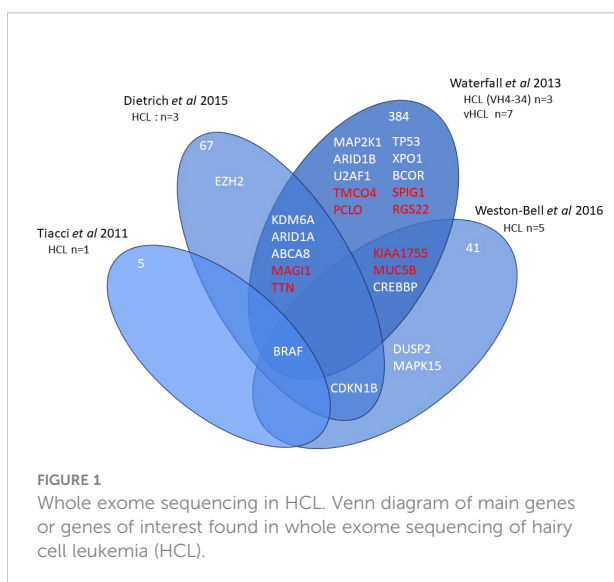 Waterfall et al 2013
HCL (VH4-34) n=3
vHCL n=7
Dietrich et al 2015
HCL : n=3
384
67
MAP2K1 TP53
ARID1B XPO1
U2AF1 BCOR
TMCO4 SPIG1
PCLO RGS22
EZH2
Weston-Bell et al 2016
HCL n=5
Tiacci et al 2011
HCL n=1
KDM6A
ARID1A
ABCA8
MAGI1
TTN
KIAA1755
MUC5B
CREBBP
41
5
BRAF
DUSP2
MAPK15
CDKN1B
FIGURE 1
Whole exome sequencing in HCL. Venn diagram of main genes
or genes of interest found in whole exome sequencing of hairy
cell leukemia (HCL).